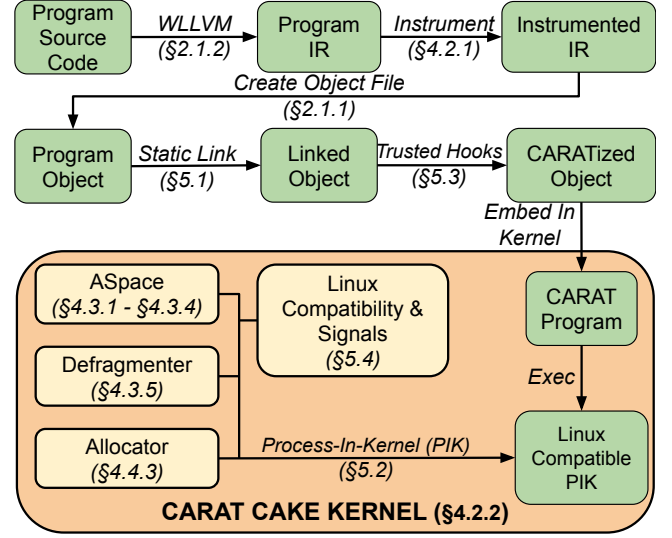 Program
Source
Code
WLLVM
(§2.1.2)
Program
IR
Instrument
(§4.2.1)
Instrumented
IR
Create Object File
(§2.1.1)
Program
Object
Static Link
(§5.1)
Linked
Object
Trusted Hooks
(§5.3)
CARATized
Object
Embed In
Kernel
ASpace
(§4.3.1 - §4.3.4)
Linux
Compatibility &
Signals
(§5.4)
CARAT
Program
Defragmenter
(§4.3.5)
Exec
Allocator
(§4.4.3)
Process-In-Kernel (PIK)
(§5.2)
Linux
Compatible
PIK
CARAT CAKE KERNEL (§4.2.2)